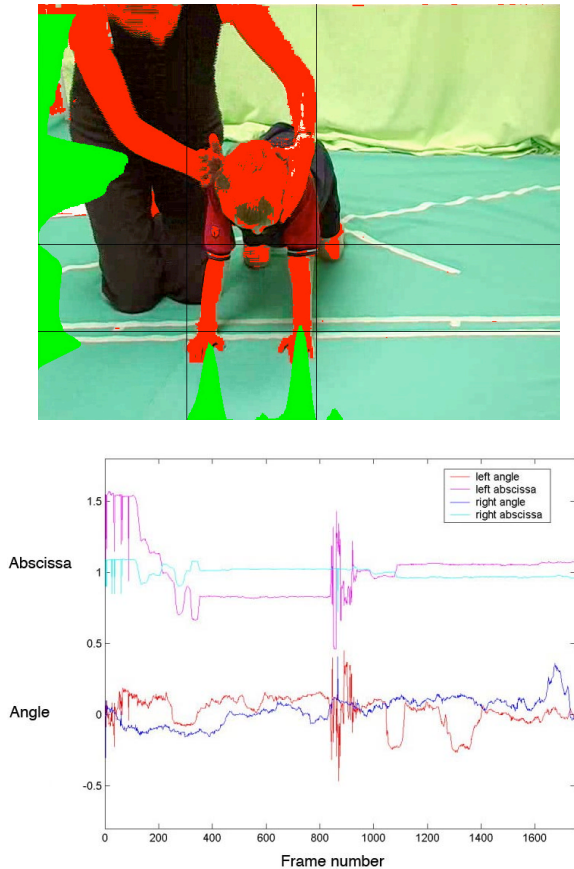 left angle
left abscissa
right angle
right abscissa
1.5
Abscissa
1
0.5
Angle
0
-0.5
0 200 400 600 800 1000 1200 1400 1600
Frame number